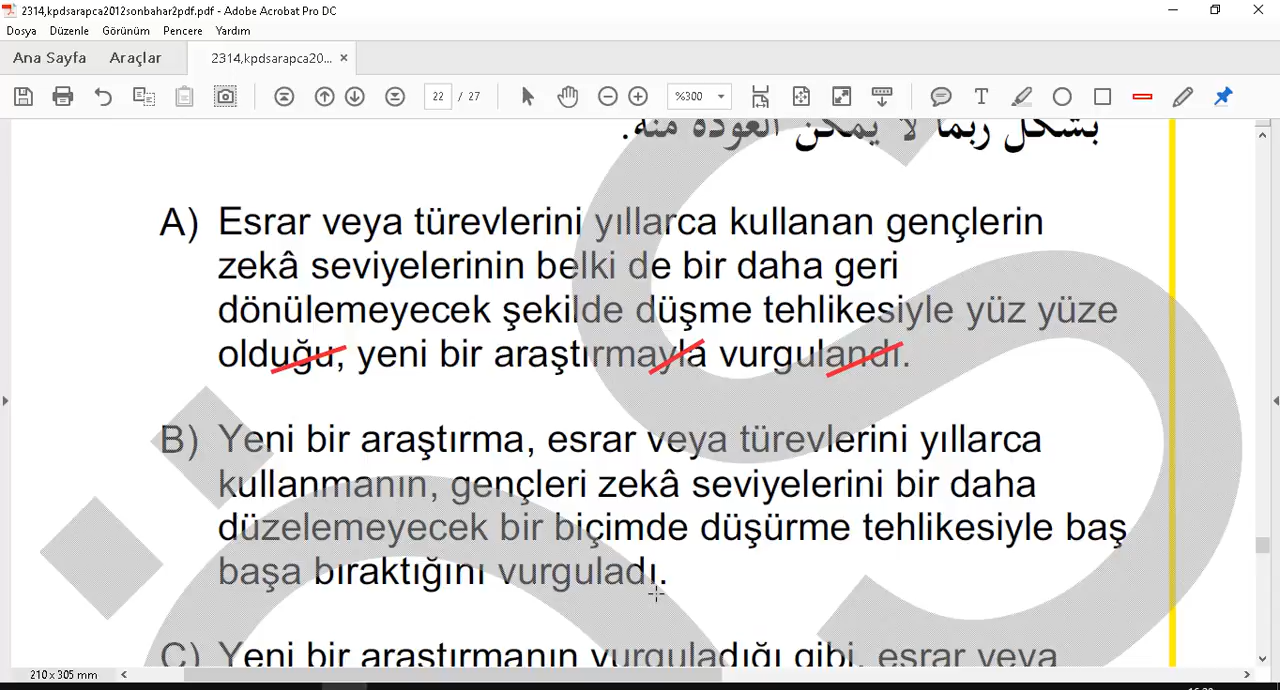 2314,kpdsarapca2012sonbahar2pdf.pdf - Adobe Acrobat Pro DC
Dosya Düzenle Görünüm Pencere Yardım
Ana Sayfa Araçlar 2314,kpdsarapca20... ×
22 / 27 %300
بشكل ربما لا يمكن العودة منه.
A) Esrar veya türevlerini yıllarca kullanan gençlerin
zekâ seviyelerinin belki de bir daha geri
dönülemeyecek şekilde düşme tehlikesiyle yüz yüze
olduğu, yeni bir araştırmayla vurgulandı.
B) Yeni bir araştırma, esrar veya türevlerini yıllarca
kullanmanın, gençleri zekâ seviyelerini bir daha
düzelemeyecek bir biçimde düşürme tehlikesiyle baş
başa bıraktığını vurguladı.
C) Yeni bir araştırmanın vurguladığı gibi, esrar veya
210 x 305 mm